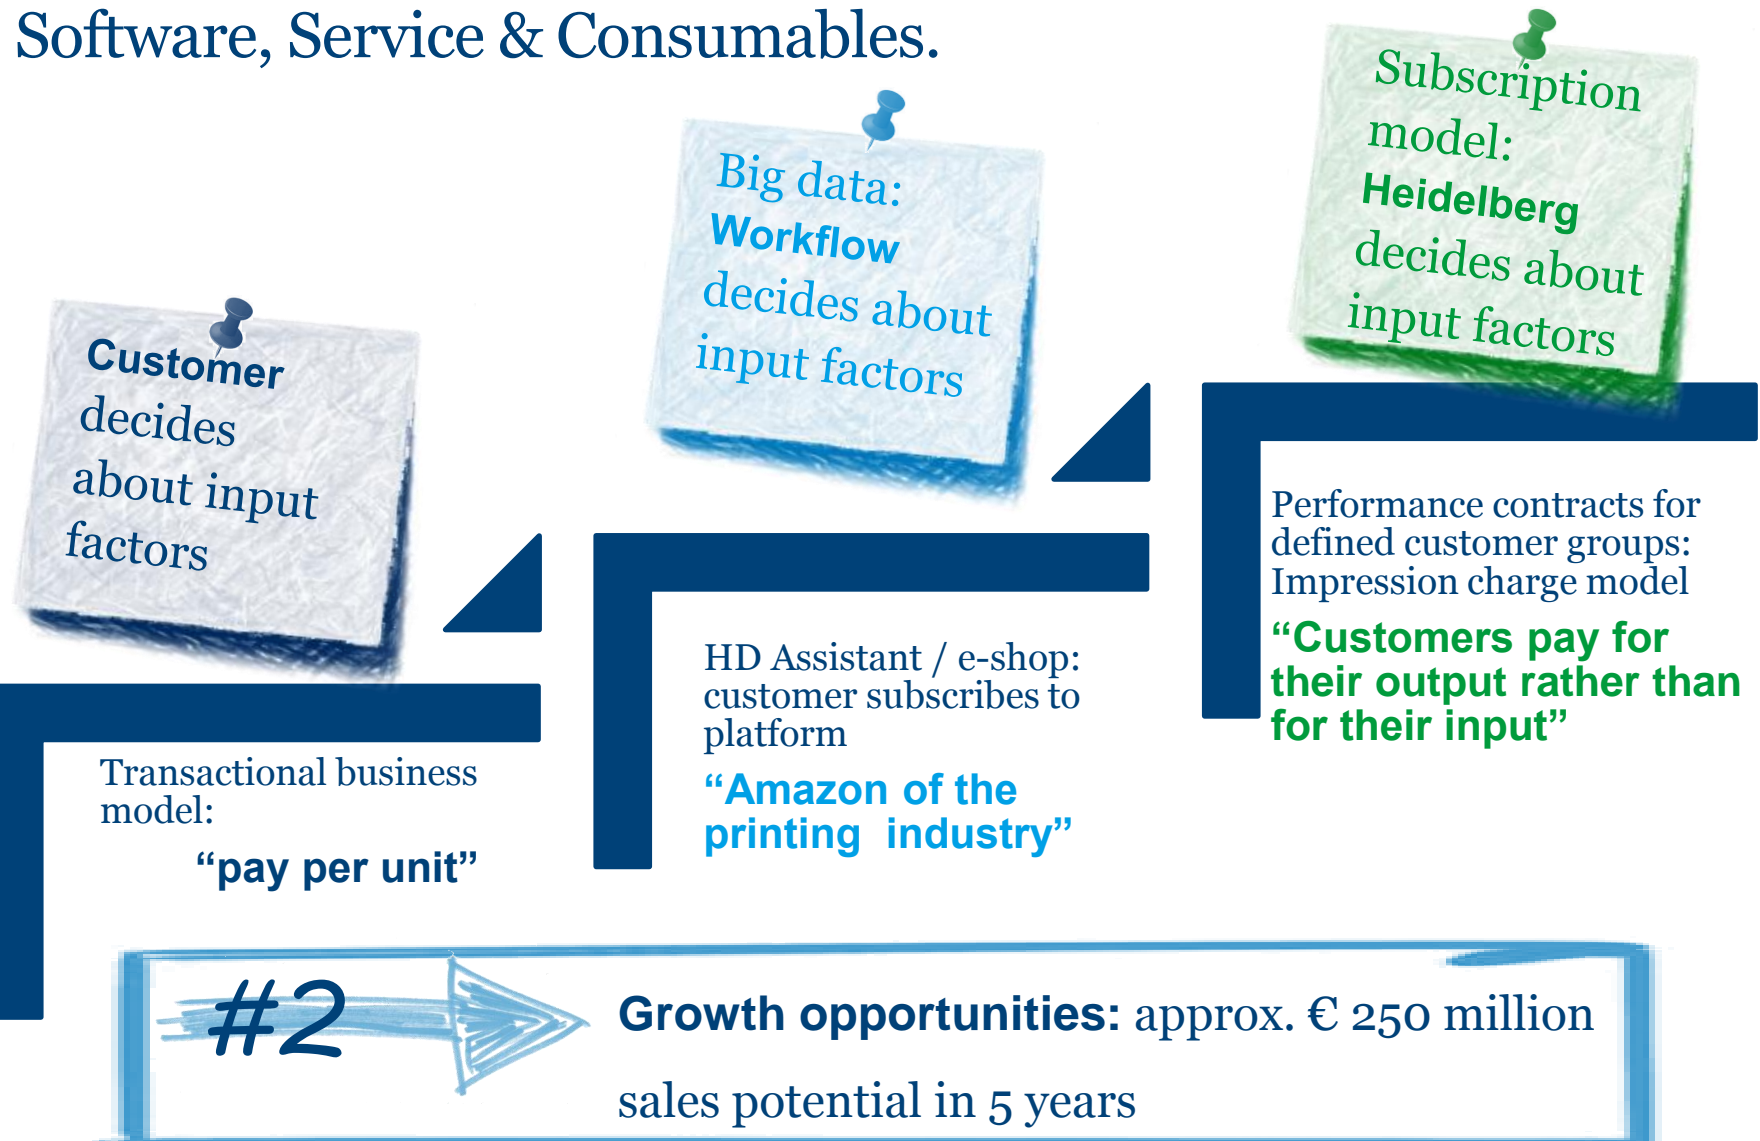 Software, Service & Consumables.
Customer
decides
about input
factors
Transactional business
model:
“pay per unit”
Big data:
Workflow
decides about
input factors
HD Assistant / e-shop:
customer subscribes to
platform
“Amazon of the
printing industry”
Subscription
model:
Heidelberg
decides about
input factors
Performance contracts for
defined customer groups:
Impression charge model
“Customers pay for
their output rather than
for their input”
#2
Growth opportunities: approx. € 250 million
sales potential in 5 years